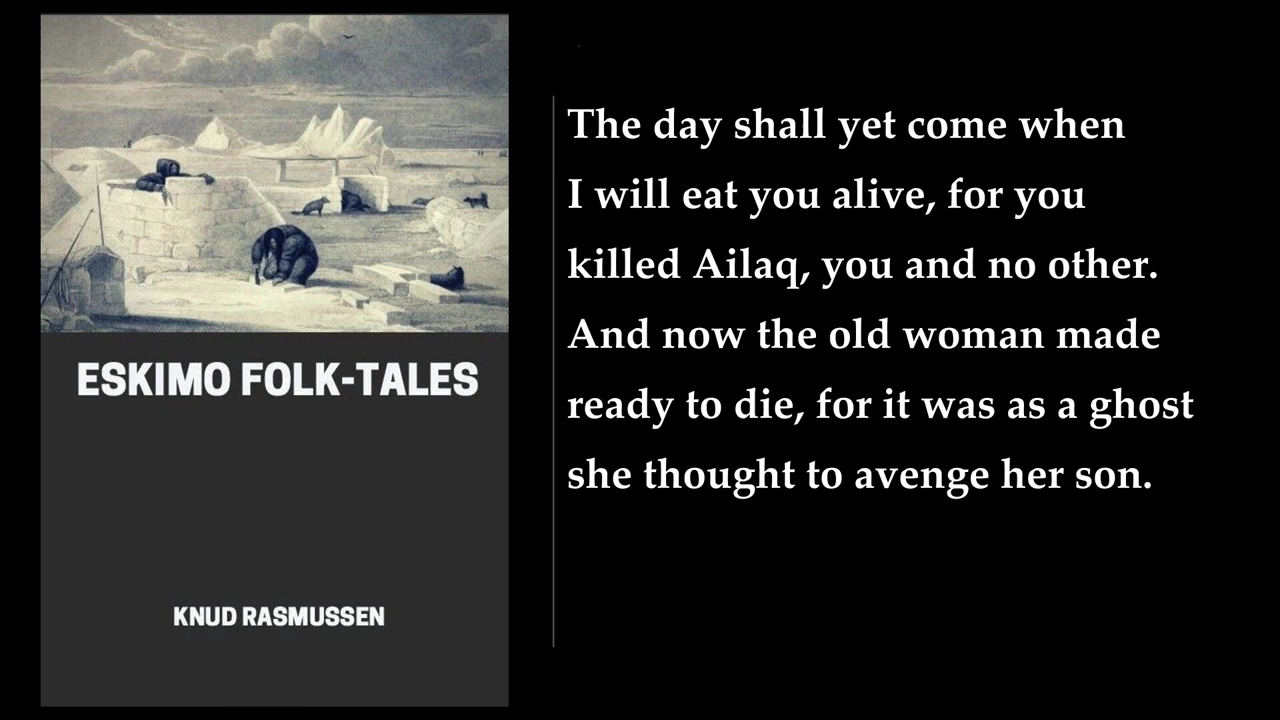 ESKIMO FOLK-TALES
KNUD RASMUSSEN
The day shall yet come when
I will eat you alive, for you
killed Ailaq, you and no other.
And now the old woman made
ready to die, for it was as a ghost
she thought to avenge her son.